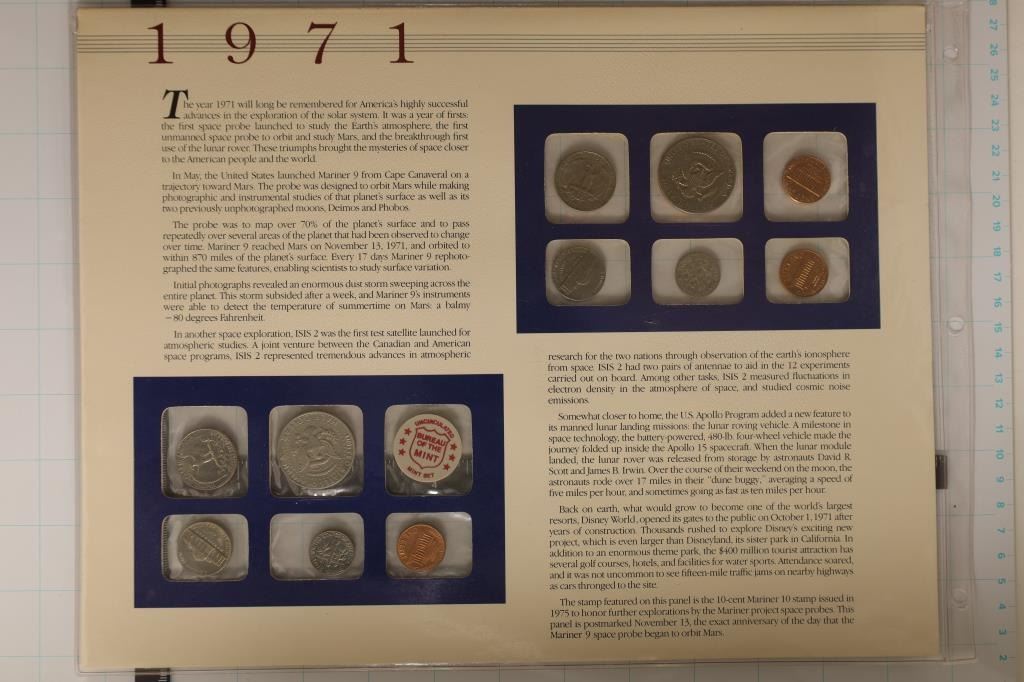 1971
The year 1971 will long be remembered for America's highly successful
advances in the exploration of the solar system. It was a year of firsts:
the first space probe launched to study the Earth's atmosphere, the first
unmanned space probe to orbit and study Mars, and the breakthrough first
use of the lunar rover. These triumphs brought the mysteries of space closer
to the American people and the world.
In May, the United States launched Mariner 9 from Cape Canaveral on a
trajectory toward Mars. The probe was designed to orbit Mars while making
photographic and instrumental studies of that planet's surface as well as its
two previously unphotographed moons, Deimos and Phobos.
The probe was to map over 70% of the planet's surface and to pass
repeatedly over several areas of the planet that had been observed to change
over time. Mariner 9 reached Mars on November 13, 1971, and orbited to
within 870 miles of the planet's surface. Every 17 days Mariner 9 rephoto-
graphed the same features, enabling scientists to study surface variation.
Initial photographs revealed an enormous dust storm sweeping across the
entire planet. This storm subsided after a week, and Mariner 9's instruments
were able to detect the temperature of summertime on Mars: a balmy
−80 degrees Fahrenheit.
In another space exploration, ISIS 2 was the first test satellite launched for
atmospheric studies. A joint venture between the Canadian and American
space programs, ISIS 2 represented tremendous advances in atmospheric
research for the two nations through observation of the earth's ionosphere
from space. ISIS 2 had two pairs of antennae to aid in the 12 experiments
carried out on board. Among other tasks, ISIS 2 measured fluctuations in
electron density in the atmosphere of space, and studied cosmic noise
emissions.
Somewhat closer to home, the U.S. Apollo Program added a new feature to
its manned lunar landing missions: the lunar roving vehicle. A milestone in
space technology, the battery-powered, 480-lb. four-wheel vehicle made the
journey folded up inside the Apollo 15 spacecraft. When the lunar module
landed, the lunar rover was released from storage by astronauts David R.
Scott and James B. Irwin. Over the course of their weekend on the moon, the
astronauts rode over 17 miles in their "dune buggy," averaging a speed of
five miles per hour, and sometimes going as fast as ten miles per hour.
Back on earth, what would grow to become one of the world's largest
resorts, Disney World, opened its gates to the public on October 1, 1971 after
years of construction. Thousands rushed to explore Disney's exciting new
project, which is even larger than Disneyland, its sister park in California. In
addition to an enormous theme park, the $400 million tourist attraction has
several golf courses, hotels, and facilities for water sports. Attendance soared,
and it was not uncommon to see fifteen-mile traffic jams on nearby highways
as cars thronged to the site.
The stamp featured on this panel is the 10-cent Mariner 10 stamp issued in
1975 to honor further explorations by the Mariner project space probes. This
panel is postmarked November 13, the exact anniversary of the day that the
Mariner 9 space probe began to orbit Mars.
UNCIRCULATED
BUREAU
OF THE
MINT
MINT SET